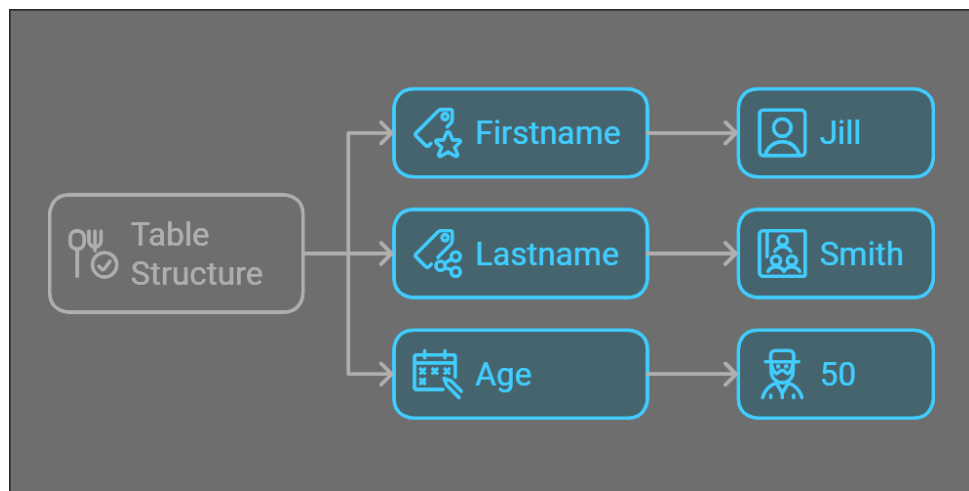 Table
Structure
Firstname
Jill
Lastname
Smith
Age
50